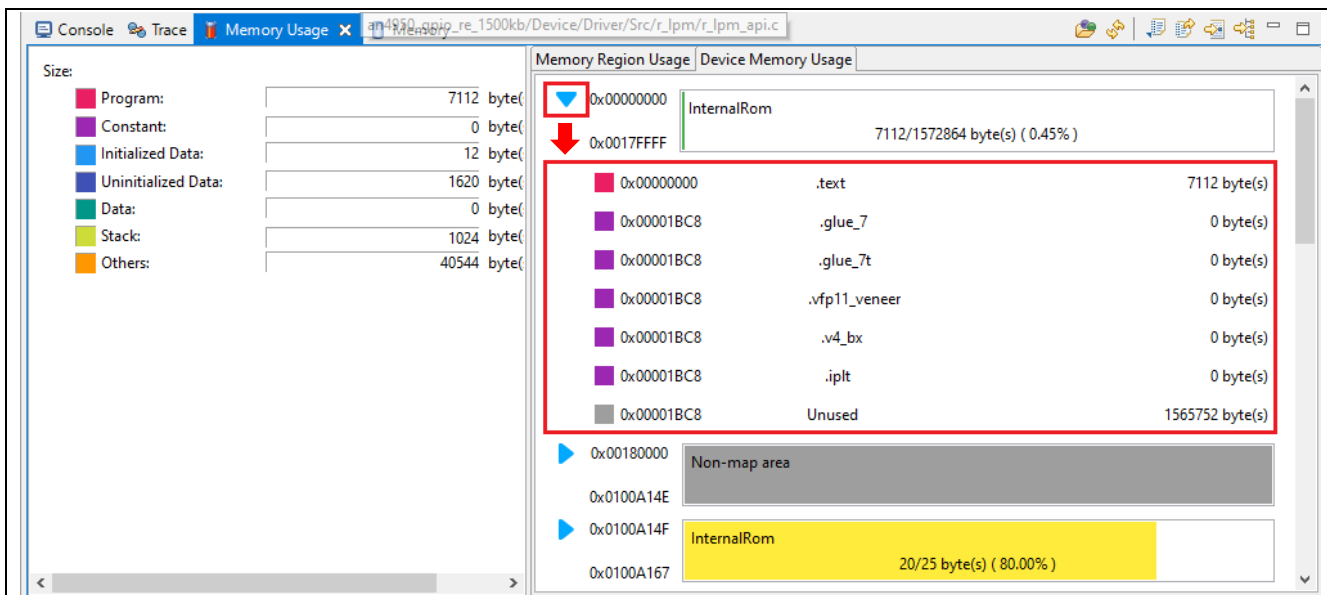 Console Trace Memory Usage Memory
an4950_gpio_re_1500kb/Device/Driver/Src/r_lpm/r_lpm_api.c
Size:
Program: 7112 byte(
Constant: 0 byte(
Initialized Data: 12 byte(
Uninitialized Data: 1620 byte(
Data: 0 byte(
Stack: 1024 byte(
Others: 40544 byte(
Memory Region Usage Device Memory Usage
0x00000000 InternalRom
7112/1572864 byte(s) ( 0.45% )
0x0017FFFF
0x00000000 .text 7112 byte(s)
0x00001BC8 .glue_7 0 byte(s)
0x00001BC8 .glue_7t 0 byte(s)
0x00001BC8 .vfp11_veneer 0 byte(s)
0x00001BC8 .v4_bx 0 byte(s)
0x00001BC8 .iplt 0 byte(s)
0x00001BC8 Unused 1565752 byte(s)
0x00180000 Non-map area
0x0100A14E
0x0100A14F InternalRom
20/25 byte(s) ( 80.00% )
0x0100A167